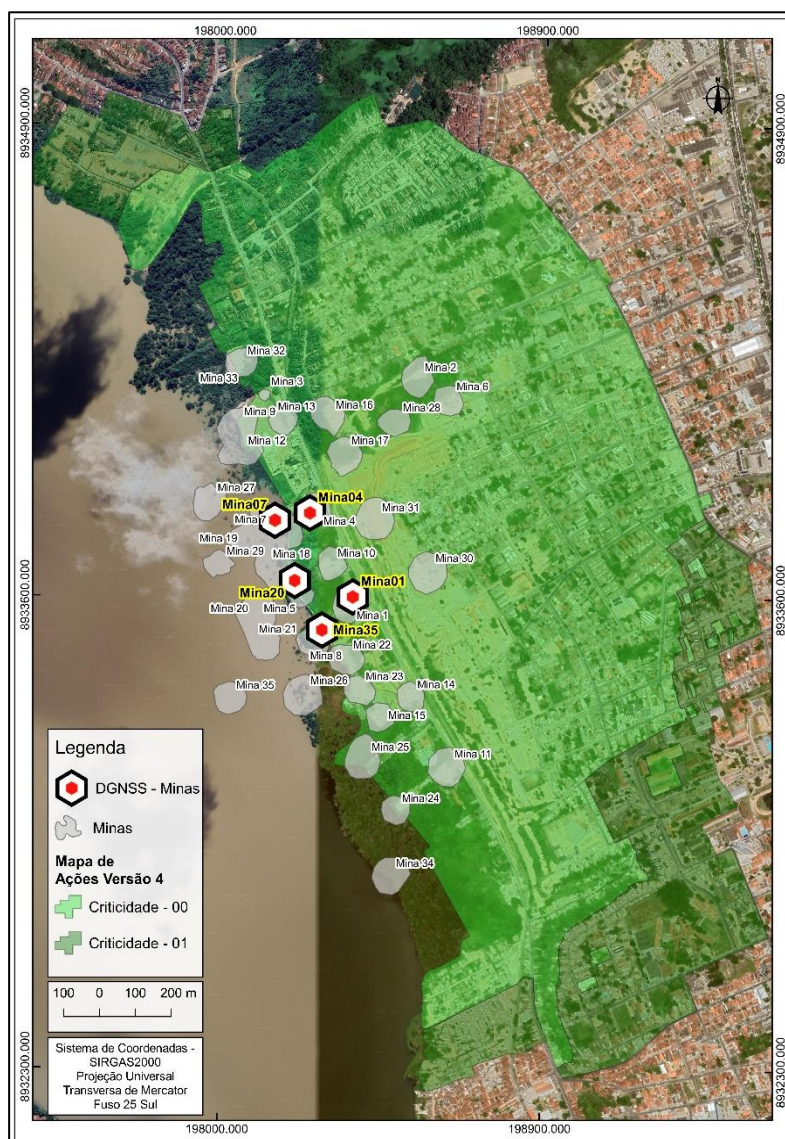 198000.000
198900.000
N
8934900.000
8934900.000
Mina 32
Mina 33
Mina 3
Mina 2
Mina 6
Mina 9
Mina 13
Mina 16
Mina 28
Mina 12
Mina 17
Mina 27
Mina07
Mina04
Mina 7
Mina 4
Mina 31
Mina 19
Mina 29
Mina 18
Mina 10
Mina 30
Mina20
Mina01
8933600.000
8933600.000
Mina 20
Mina 5
Mina 1
Mina 21
Mina35
Mina 22
Mina 8
Mina 35
Mina 26
Mina 23
Mina 14
Mina 15
Mina 25
Mina 11
Mina 24
Mina 34
Legenda
DGNSS - Minas
Minas
Mapa de
Ações Versão 4
Criticidade - 00
Criticidade - 01
100 0 100 200 m
Sistema de Coordenadas -
SIRGAS2000
Projeção Universal
Transversa de Mercator
Fuso 25 Sul
8932300.000
8932300.000
198000.000
198900.000